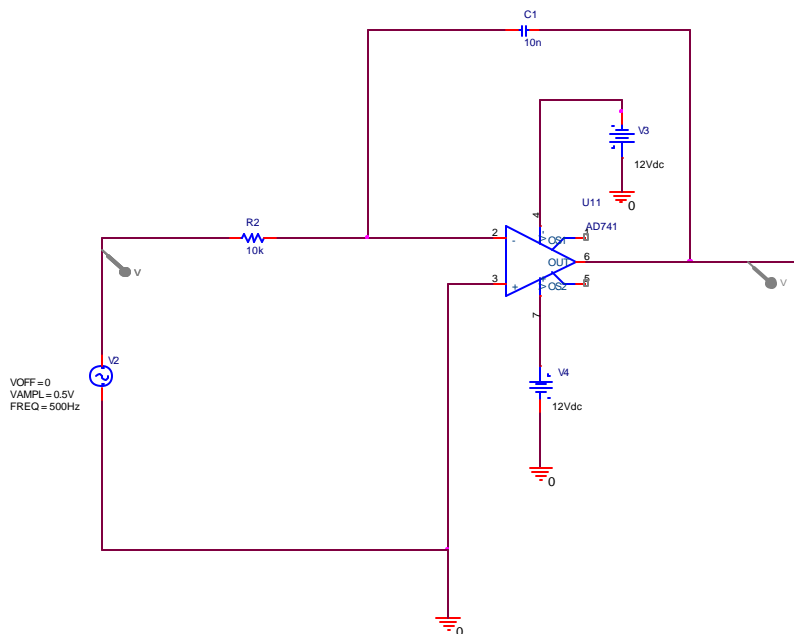 C1
10n
V3
12Vdc
0
U11
AD741
4
R2
10k
2
-
V-
OS1
1
OUT
6
3
+
V+
OS2
5
7
V
V
V2
VOFF = 0
VAMPL = 0.5V
FREQ = 500Hz
V4
12Vdc
0
0